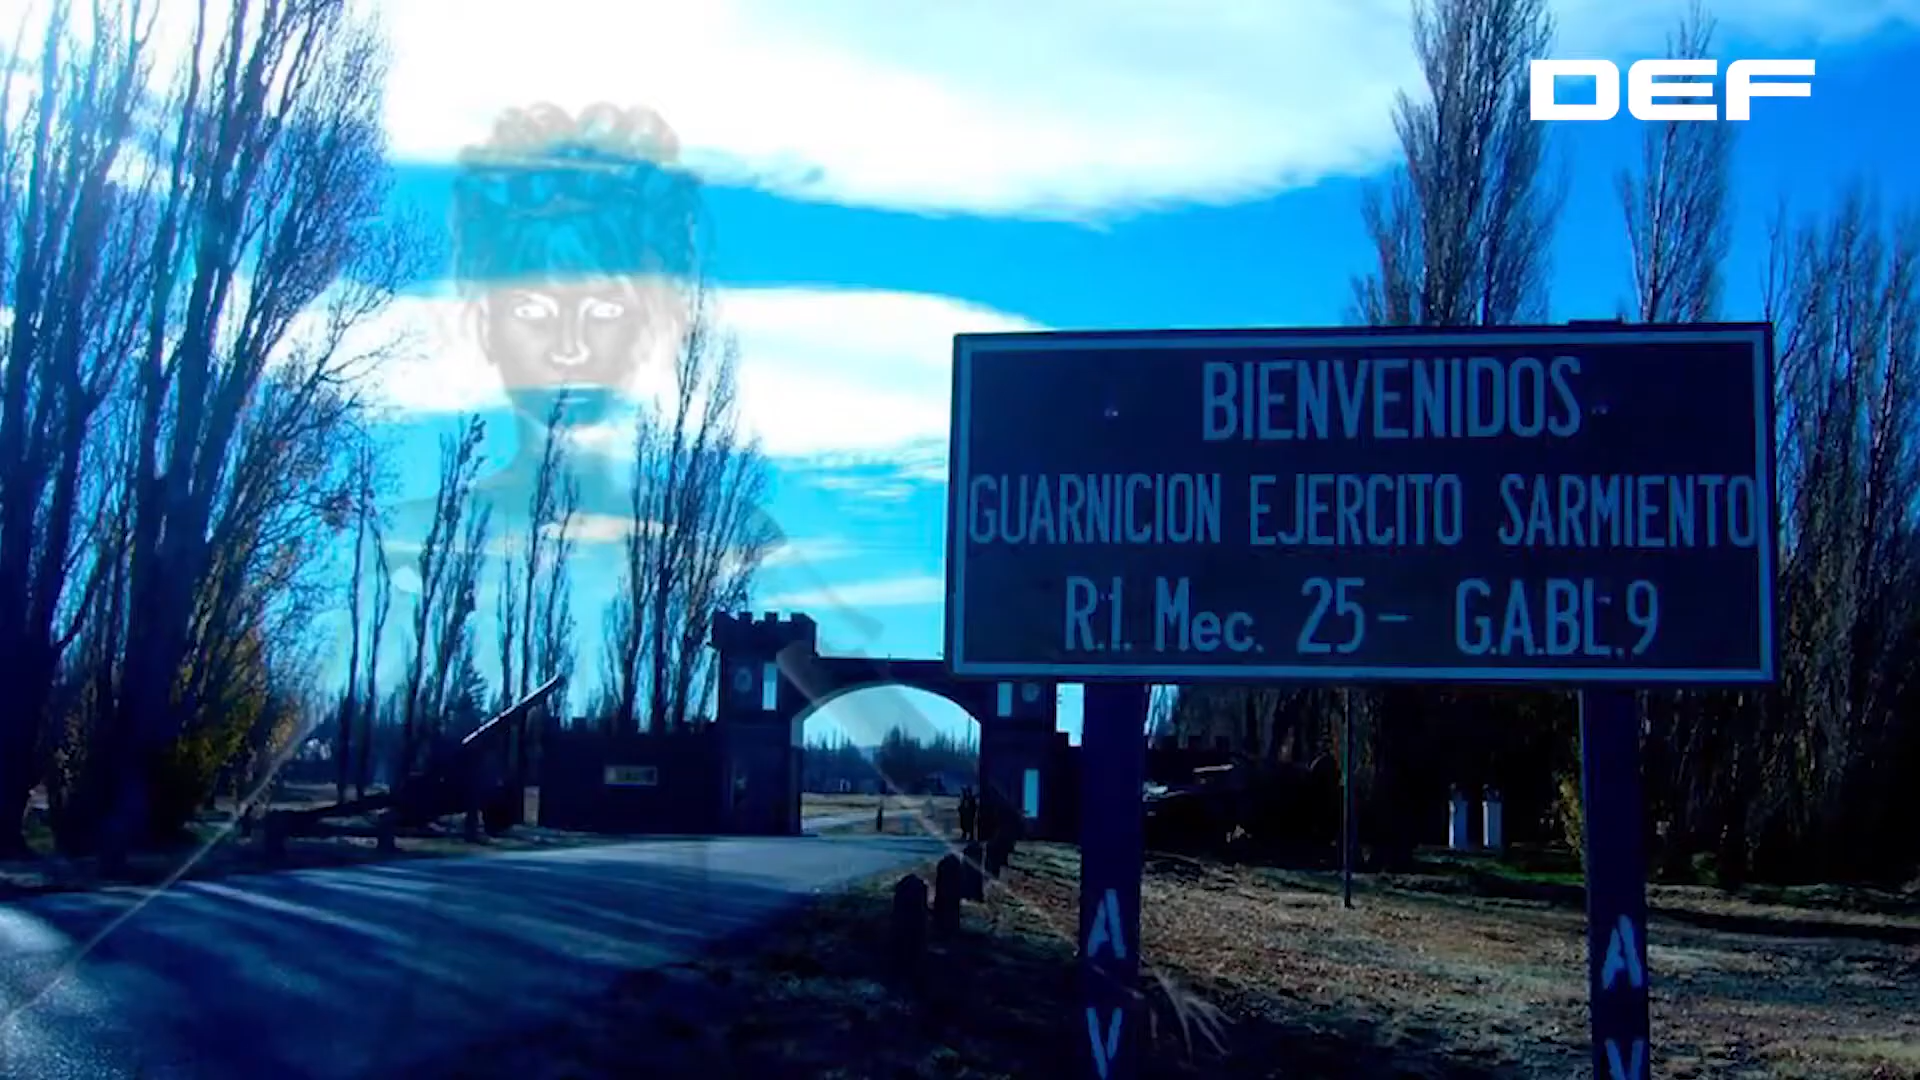 DEF
BIENVENIDOS
GUARNICION EJERCITO SARMIENTO
R.I. Mec. 25 - G.A.BL.9
A
V
A
V